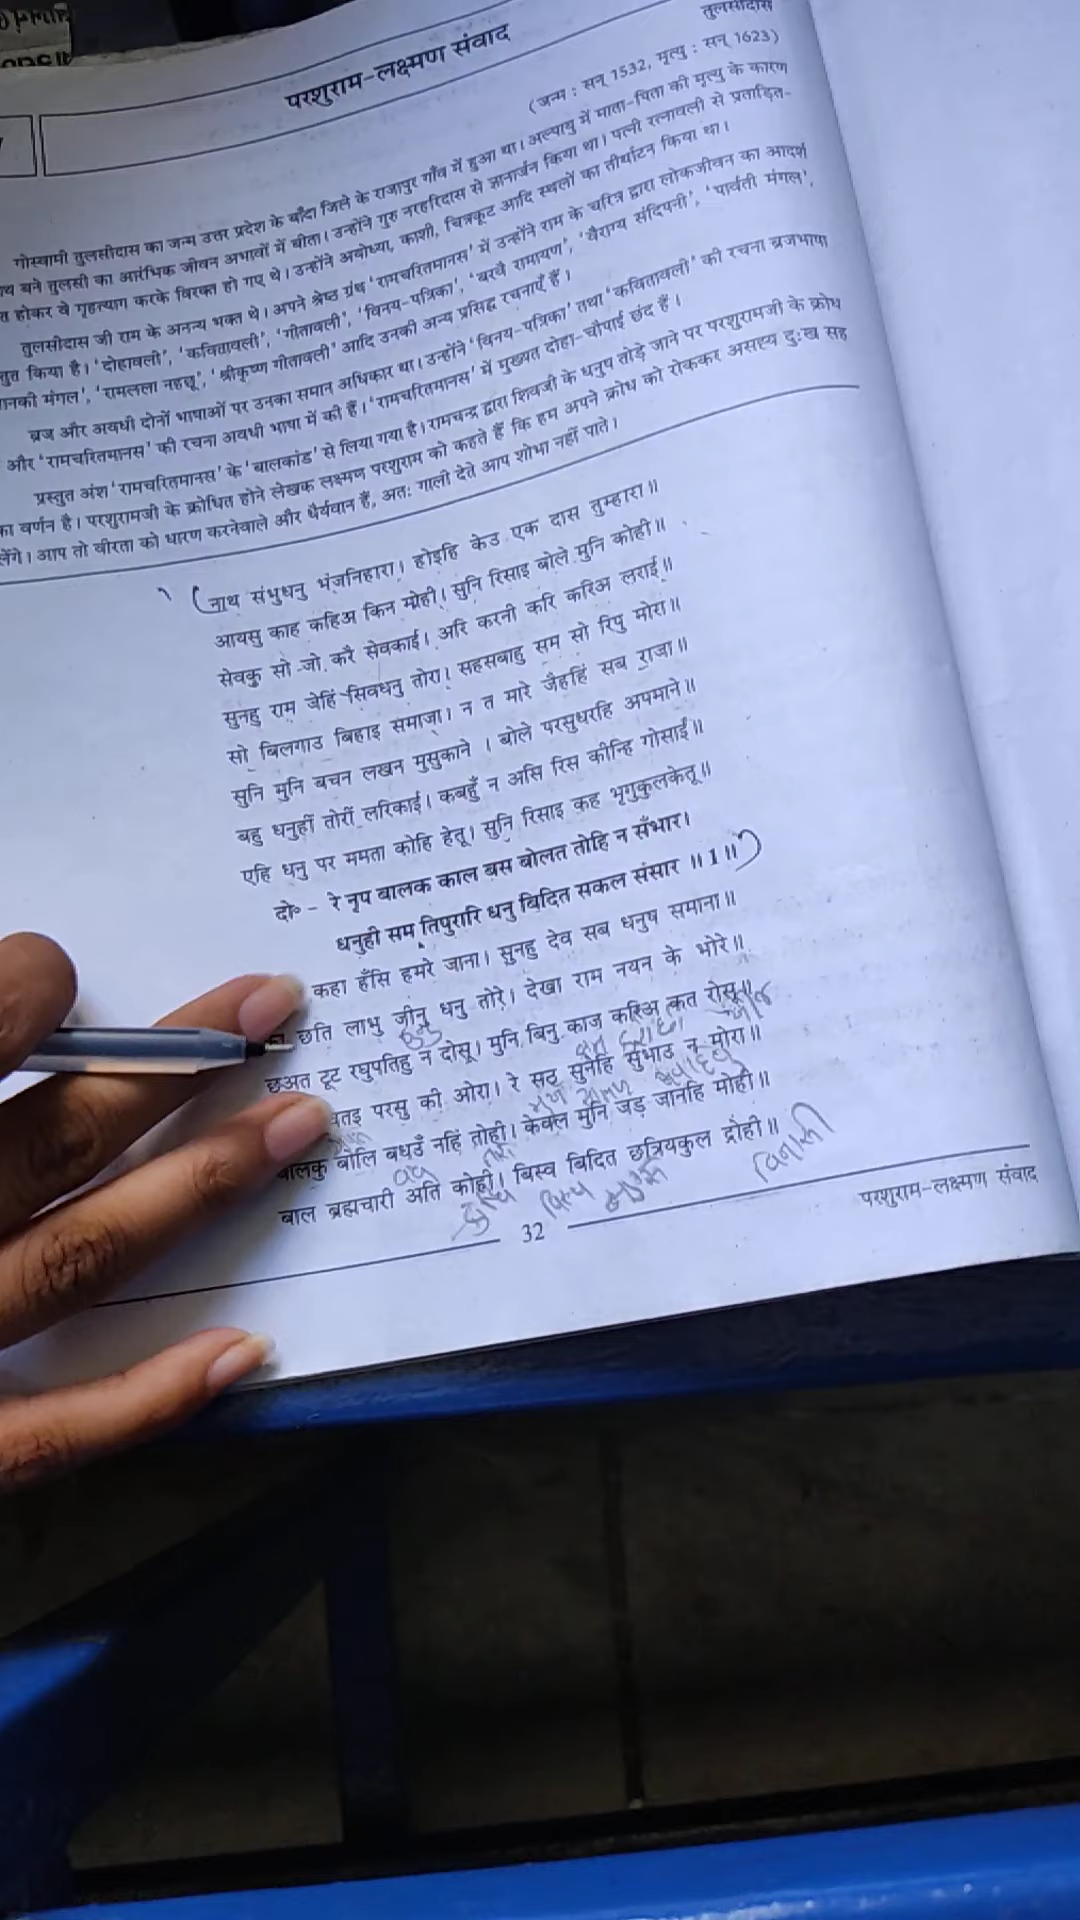 तुलसीदास
परशुराम-लक्ष्मण संवाद
(जन्म : सन् 1532, मृत्यु : सन् 1623)
गोस्वामी तुलसीदास का जन्म उत्तर प्रदेश के बाँदा जिले के राजापुर गाँव में हुआ था। अल्पायु में माता-पिता की मृत्यु के कारण
बने तुलसी का आरंभिक जीवन अभावों में बीता। उन्होंने गुरु नरहरिदास से ज्ञानार्जन किया था। पत्नी रत्नावली से प्रताड़ित-
होकर वे गृहत्याग करके विरक्त हो गए थे। उन्होंने अयोध्या, काशी, चित्रकूट आदि स्थलों का तीर्थाटन किया था।
तुलसीदास जी राम के अनन्य भक्त थे। अपने श्रेष्ठ ग्रंथ 'रामचरितमानस' में उन्होंने राम के चरित्र द्वारा लोकजीवन का आदर्श
किया है। 'दोहावली', 'कवितावली', 'गीतावली', 'विनय-पत्रिका', 'बरवै रामायण', 'वैराग्य संदिपनी', 'पार्वती मंगल',
मंगल', 'रामलला नहछू', 'श्रीकृष्ण गीतावली' आदि उनकी अन्य प्रसिद्ध रचनाएँ हैं।
ब्रज और अवधी दोनों भाषाओं पर उनका समान अधिकार था। उन्होंने 'विनय-पत्रिका' तथा 'कवितावली' की रचना ब्रजभाषा
और 'रामचरितमानस' की रचना अवधी भाषा में की हैं। 'रामचरितमानस' में मुख्यत दोहा-चौपाई छंद हैं।
प्रस्तुत अंश 'रामचरितमानस' के 'बालकांड' से लिया गया है। रामचन्द्र द्वारा शिवजी के धनुष तोड़े जाने पर परशुरामजी के क्रोध
का वर्णन है। परशुरामजी के क्रोधित होने लेखक लक्ष्मण परशुराम को कहते हैं कि हम अपने क्रोध को रोककर असह्य दुःख सह
लेंगे। आप तो वीरता को धारण करनेवाले और धैर्यवान हैं, अतः गाली देते आप शोभा नहीं पाते।
नाथ संभुधनु भंजनिहारा। होइहि केउ एक दास तुम्हारा॥
आयसु काह कहिअ किन मोही। सुनि रिसाइ बोले मुनि कोही॥
सेवकु सो जो करै सेवकाई। अरि करनी करि करिअ लराई॥
सुनहु राम जेहिं सिवधनु तोरा। सहसबाहु सम सो रिपु मोरा॥
सो बिलगाउ बिहाइ समाजा। न त मारे जैहहिं सब राजा॥
सुनि मुनि बचन लखन मुसुकाने । बोले परसुधरहि अपमाने॥
बहु धनुहीं तोरीं लरिकाई। कबहुँ न असि रिस कीन्हि गोसाईं॥
एहि धनु पर ममता कोहि हेतू। सुनि रिसाइ कह भृगुकुलकेतू॥
दो० - रे नृप बालक काल बस बोलत तोहि न सँभार।
धनुही सम तिपुरारि धनु बिदित सकल संसार ॥1॥
कहा हँसि हमरे जाना। सुनहु देव सब धनुष समाना॥
छति लाभु जीनु धनु तोरे। देखा राम नयन के भोरे॥
छुअत टूट रघुपतिहु न दोसू। मुनि बिनु काज करिअ कत रोसू॥
परसु की ओरा। रे सठ सुनेहि सुभाउ न मोरा॥
बालकु बोलि बधउँ नहिं तोही। केवल मुनि जड़ जानहि मोही॥
बाल ब्रह्मचारी अति कोही। बिस्व बिदित छत्रियकुल द्रोही॥
32
परशुराम-लक्ष्मण संवाद